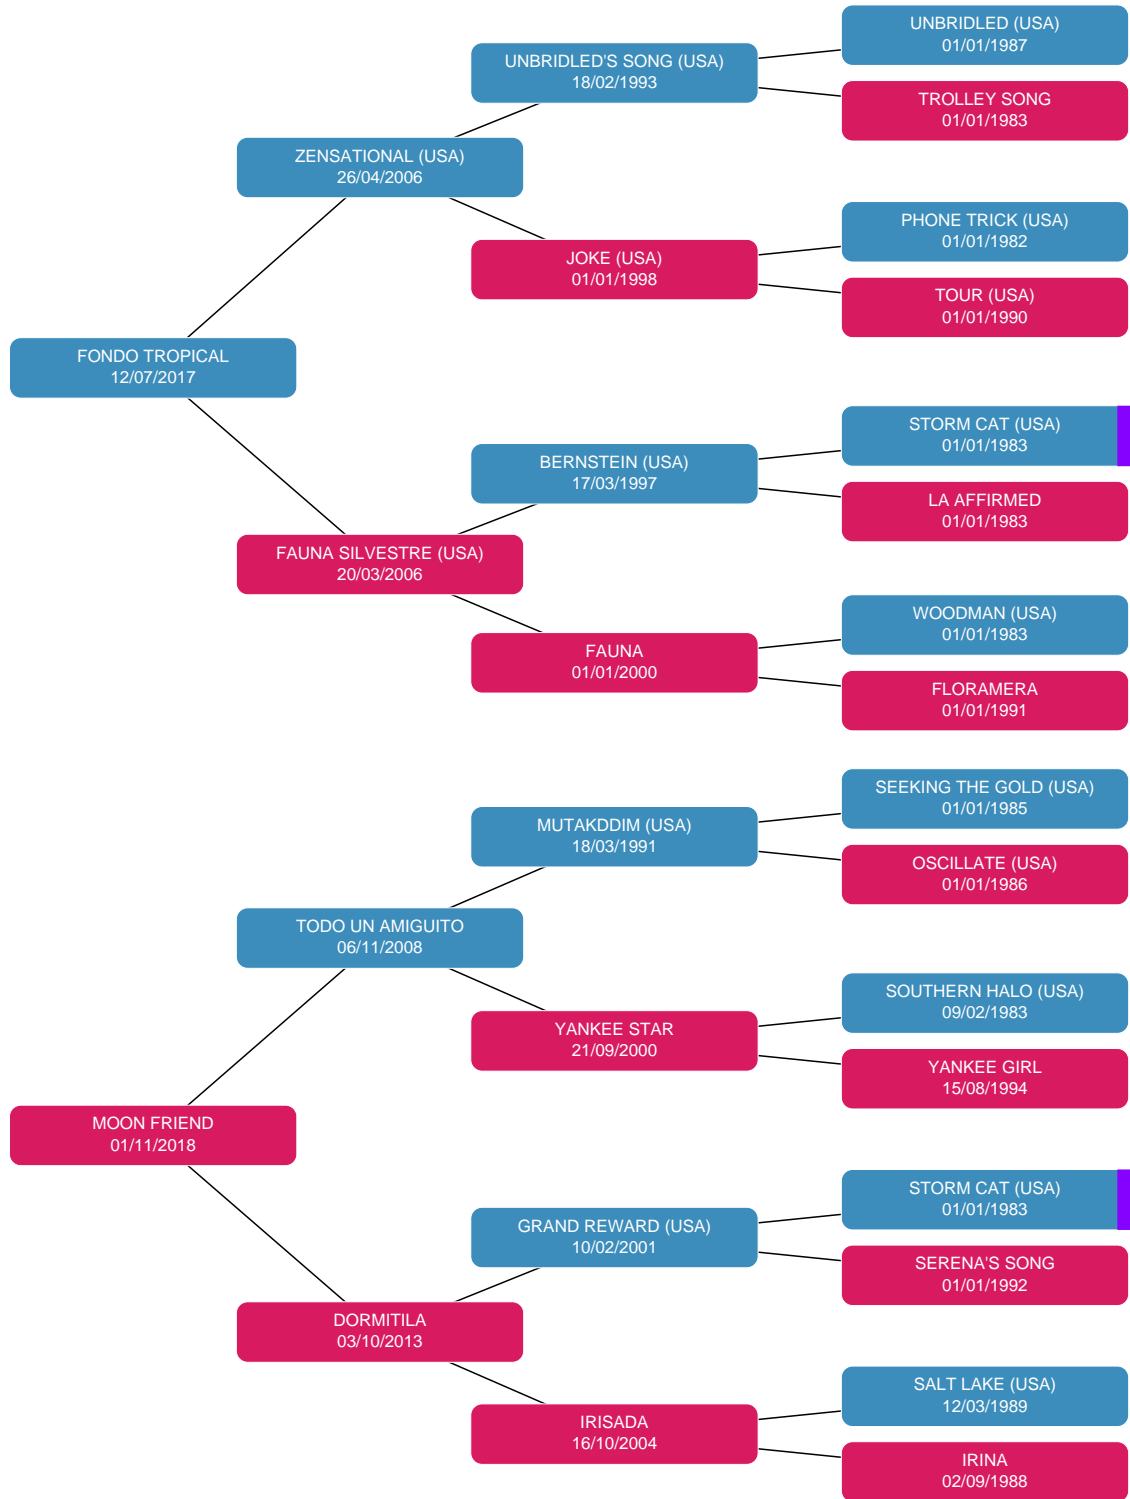 UNBRIDLED (USA)
01/01/1987
UNBRIDLED'S SONG (USA)
18/02/1993
TROLLEY SONG
01/01/1983
ZENSATIONAL (USA)
26/04/2006
PHONE TRICK (USA)
01/01/1982
JOKE (USA)
01/01/1998
TOUR (USA)
01/01/1990
FONDO TROPICAL
12/07/2017
STORM CAT (USA)
01/01/1983
BERNSTEIN (USA)
17/03/1997
LA AFFIRMED
01/01/1983
FAUNA SILVESTRE (USA)
20/03/2006
WOODMAN (USA)
01/01/1983
FAUNA
01/01/2000
FLORAMERA
01/01/1991
SEEKING THE GOLD (USA)
01/01/1985
MUTAKDDIM (USA)
18/03/1991
OSCILLATE (USA)
01/01/1986
TODO UN AMIGUITO
06/11/2008
SOUTHERN HALO (USA)
09/02/1983
YANKEE STAR
21/09/2000
YANKEE GIRL
15/08/1994
MOON FRIEND
01/11/2018
STORM CAT (USA)
01/01/1983
GRAND REWARD (USA)
10/02/2001
SERENA'S SONG
01/01/1992
DORMITILA
03/10/2013
SALT LAKE (USA)
12/03/1989
IRISADA
16/10/2004
IRINA
02/09/1988